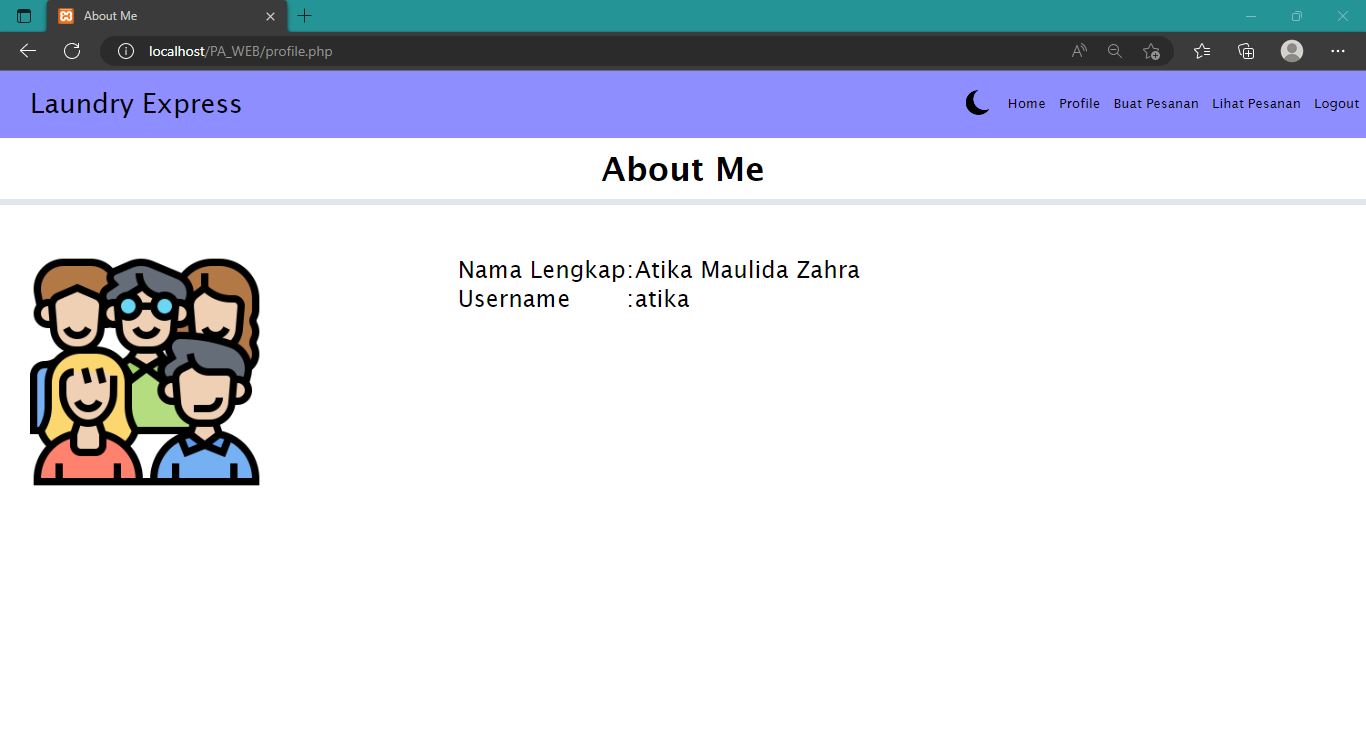 About Me
localhost/PA_WEB/profile.php
Laundry Express
Home Profile Buat Pesanan Lihat Pesanan Logout
About Me
Nama Lengkap:Atika Maulida Zahra
Username :atika